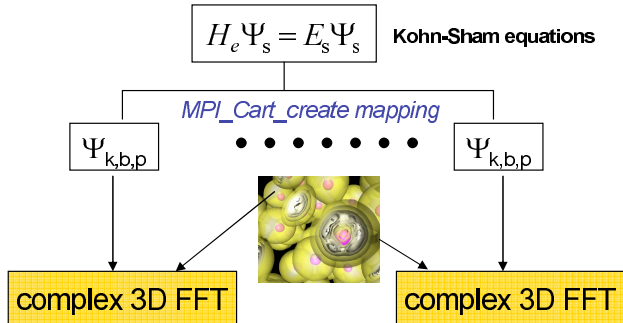 HₑΨₛ = EₛΨₛ
Kohn-Sham equations
MPI_Cart_create mapping
Ψk,b,p
Ψk,b,p
complex 3D FFT
complex 3D FFT